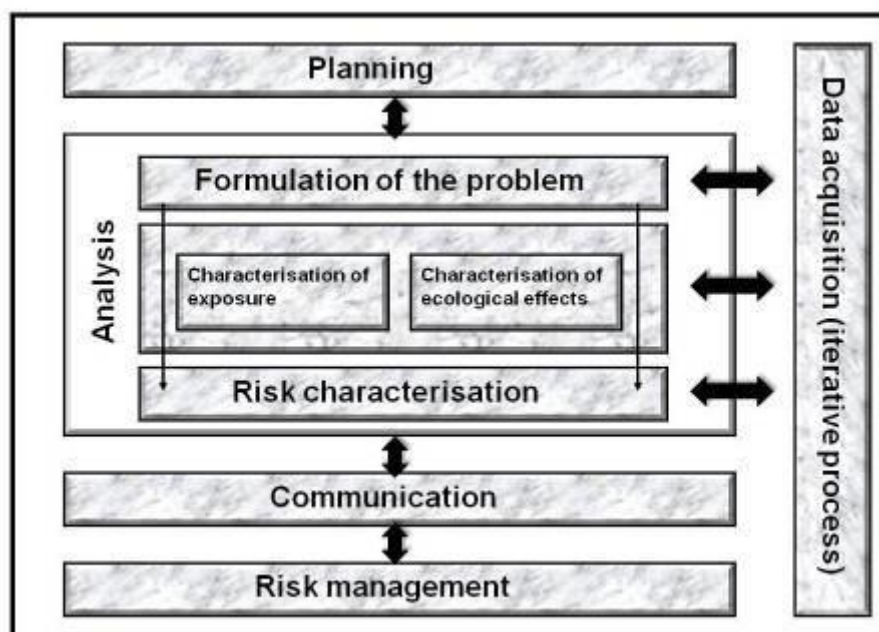 Planning
Formulation of the problem
Analysis
Characterisation of
exposure
Characterisation of
ecological effects
Risk characterisation
Communication
Risk management
Data acquisition (iterative process)